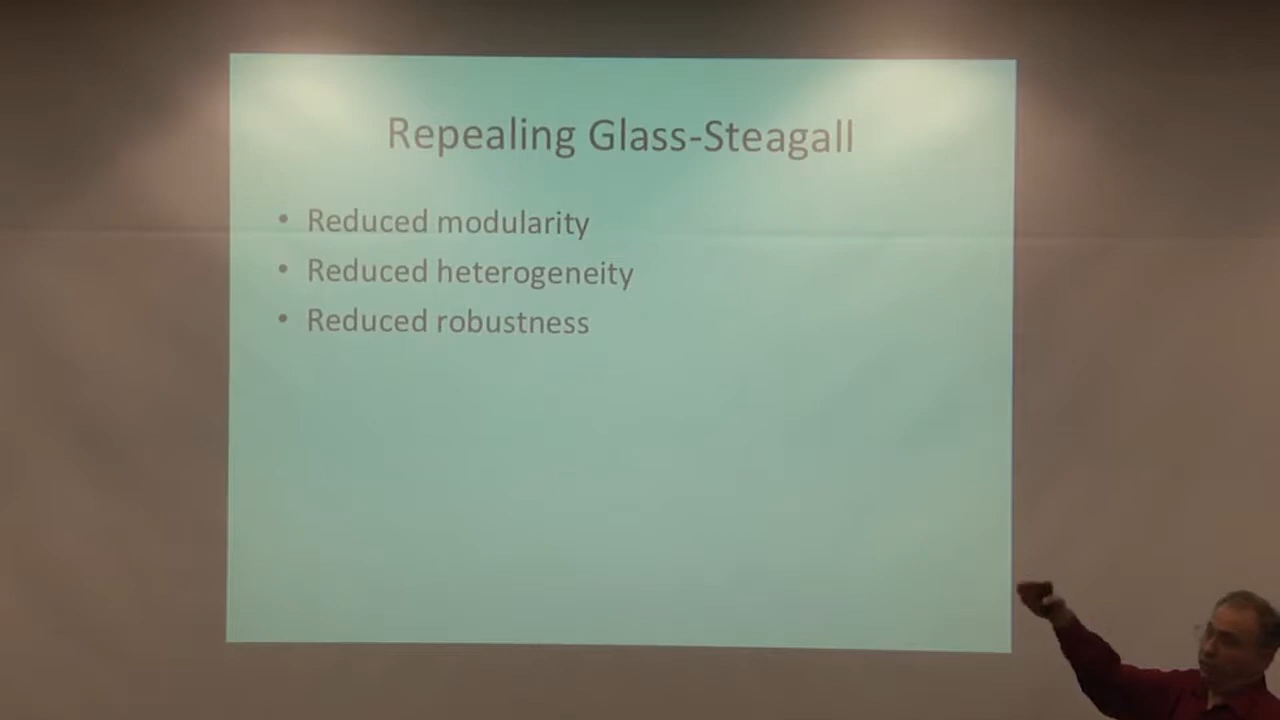 Repealing Glass-Steagall
• Reduced modularity
• Reduced heterogeneity
• Reduced robustness